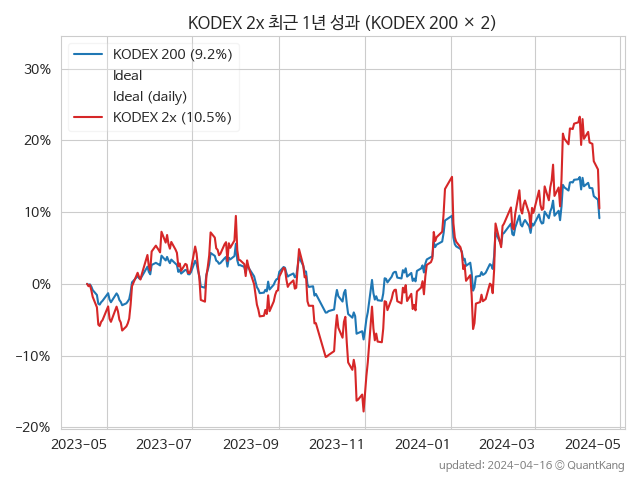 KODEX 2x 최근 1년 성과 (KODEX 200 × 2)
KODEX 200 (9.2%)
Ideal
Ideal (daily)
KODEX 2x (10.5%)
30%
20%
10%
0%
−10%
−20%
2023-05 2023-07 2023-09 2023-11 2024-01 2024-03 2024-05
updated: 2024-04-16 © QuantKang